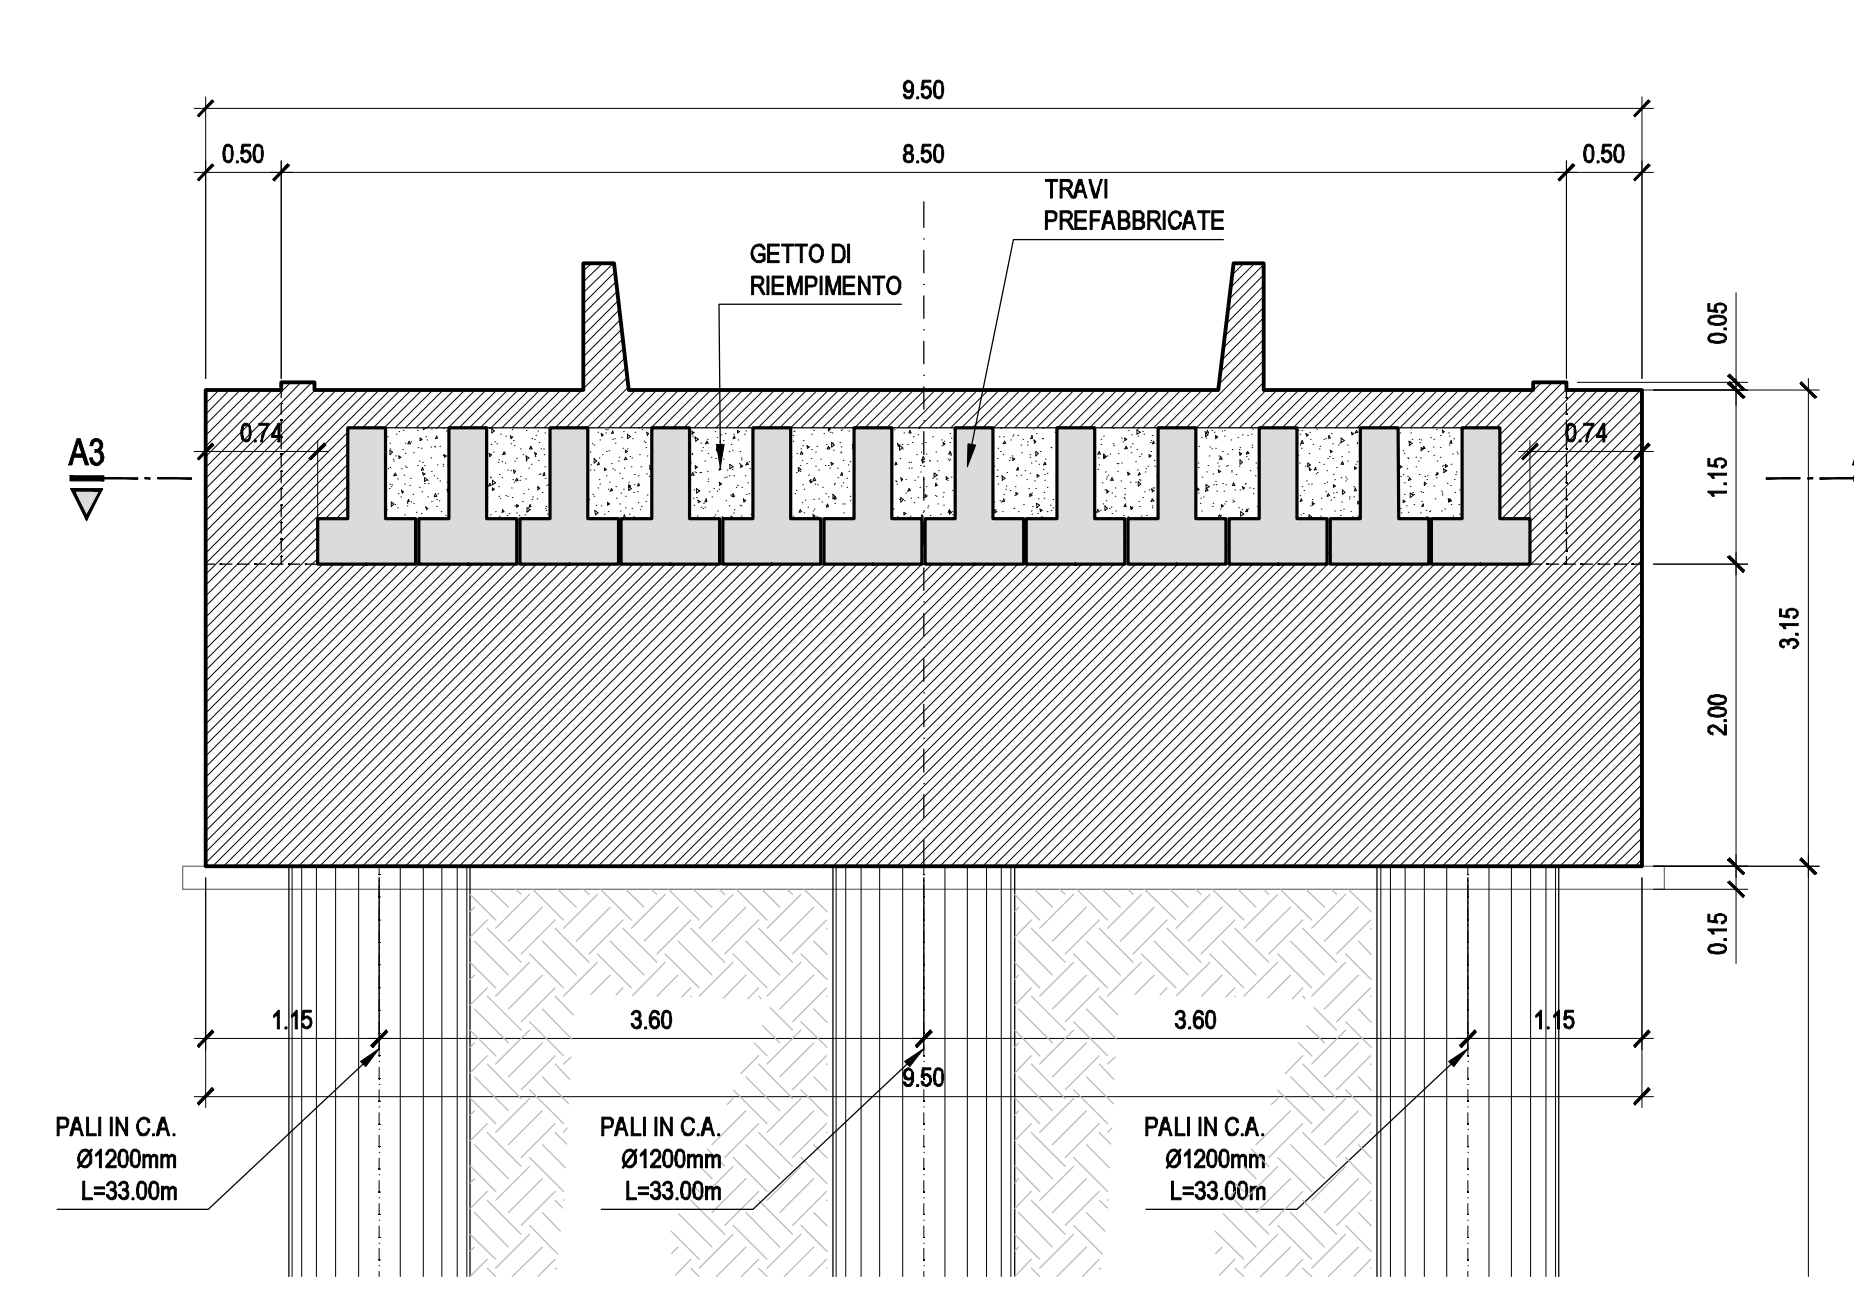 9.50
0.50
8.50
0.50
TRAVI
PREFABBRICATE
GETTO DI
RIEMPIMENTO
0.05
0.74
0.74
A3
1.15
3.15
2.00
0.15
1.15
3.60
3.60
1.15
9.50
PALI IN C.A.
Ø1200mm
L=33.00m
PALI IN C.A.
Ø1200mm
L=33.00m
PALI IN C.A.
Ø1200mm
L=33.00m